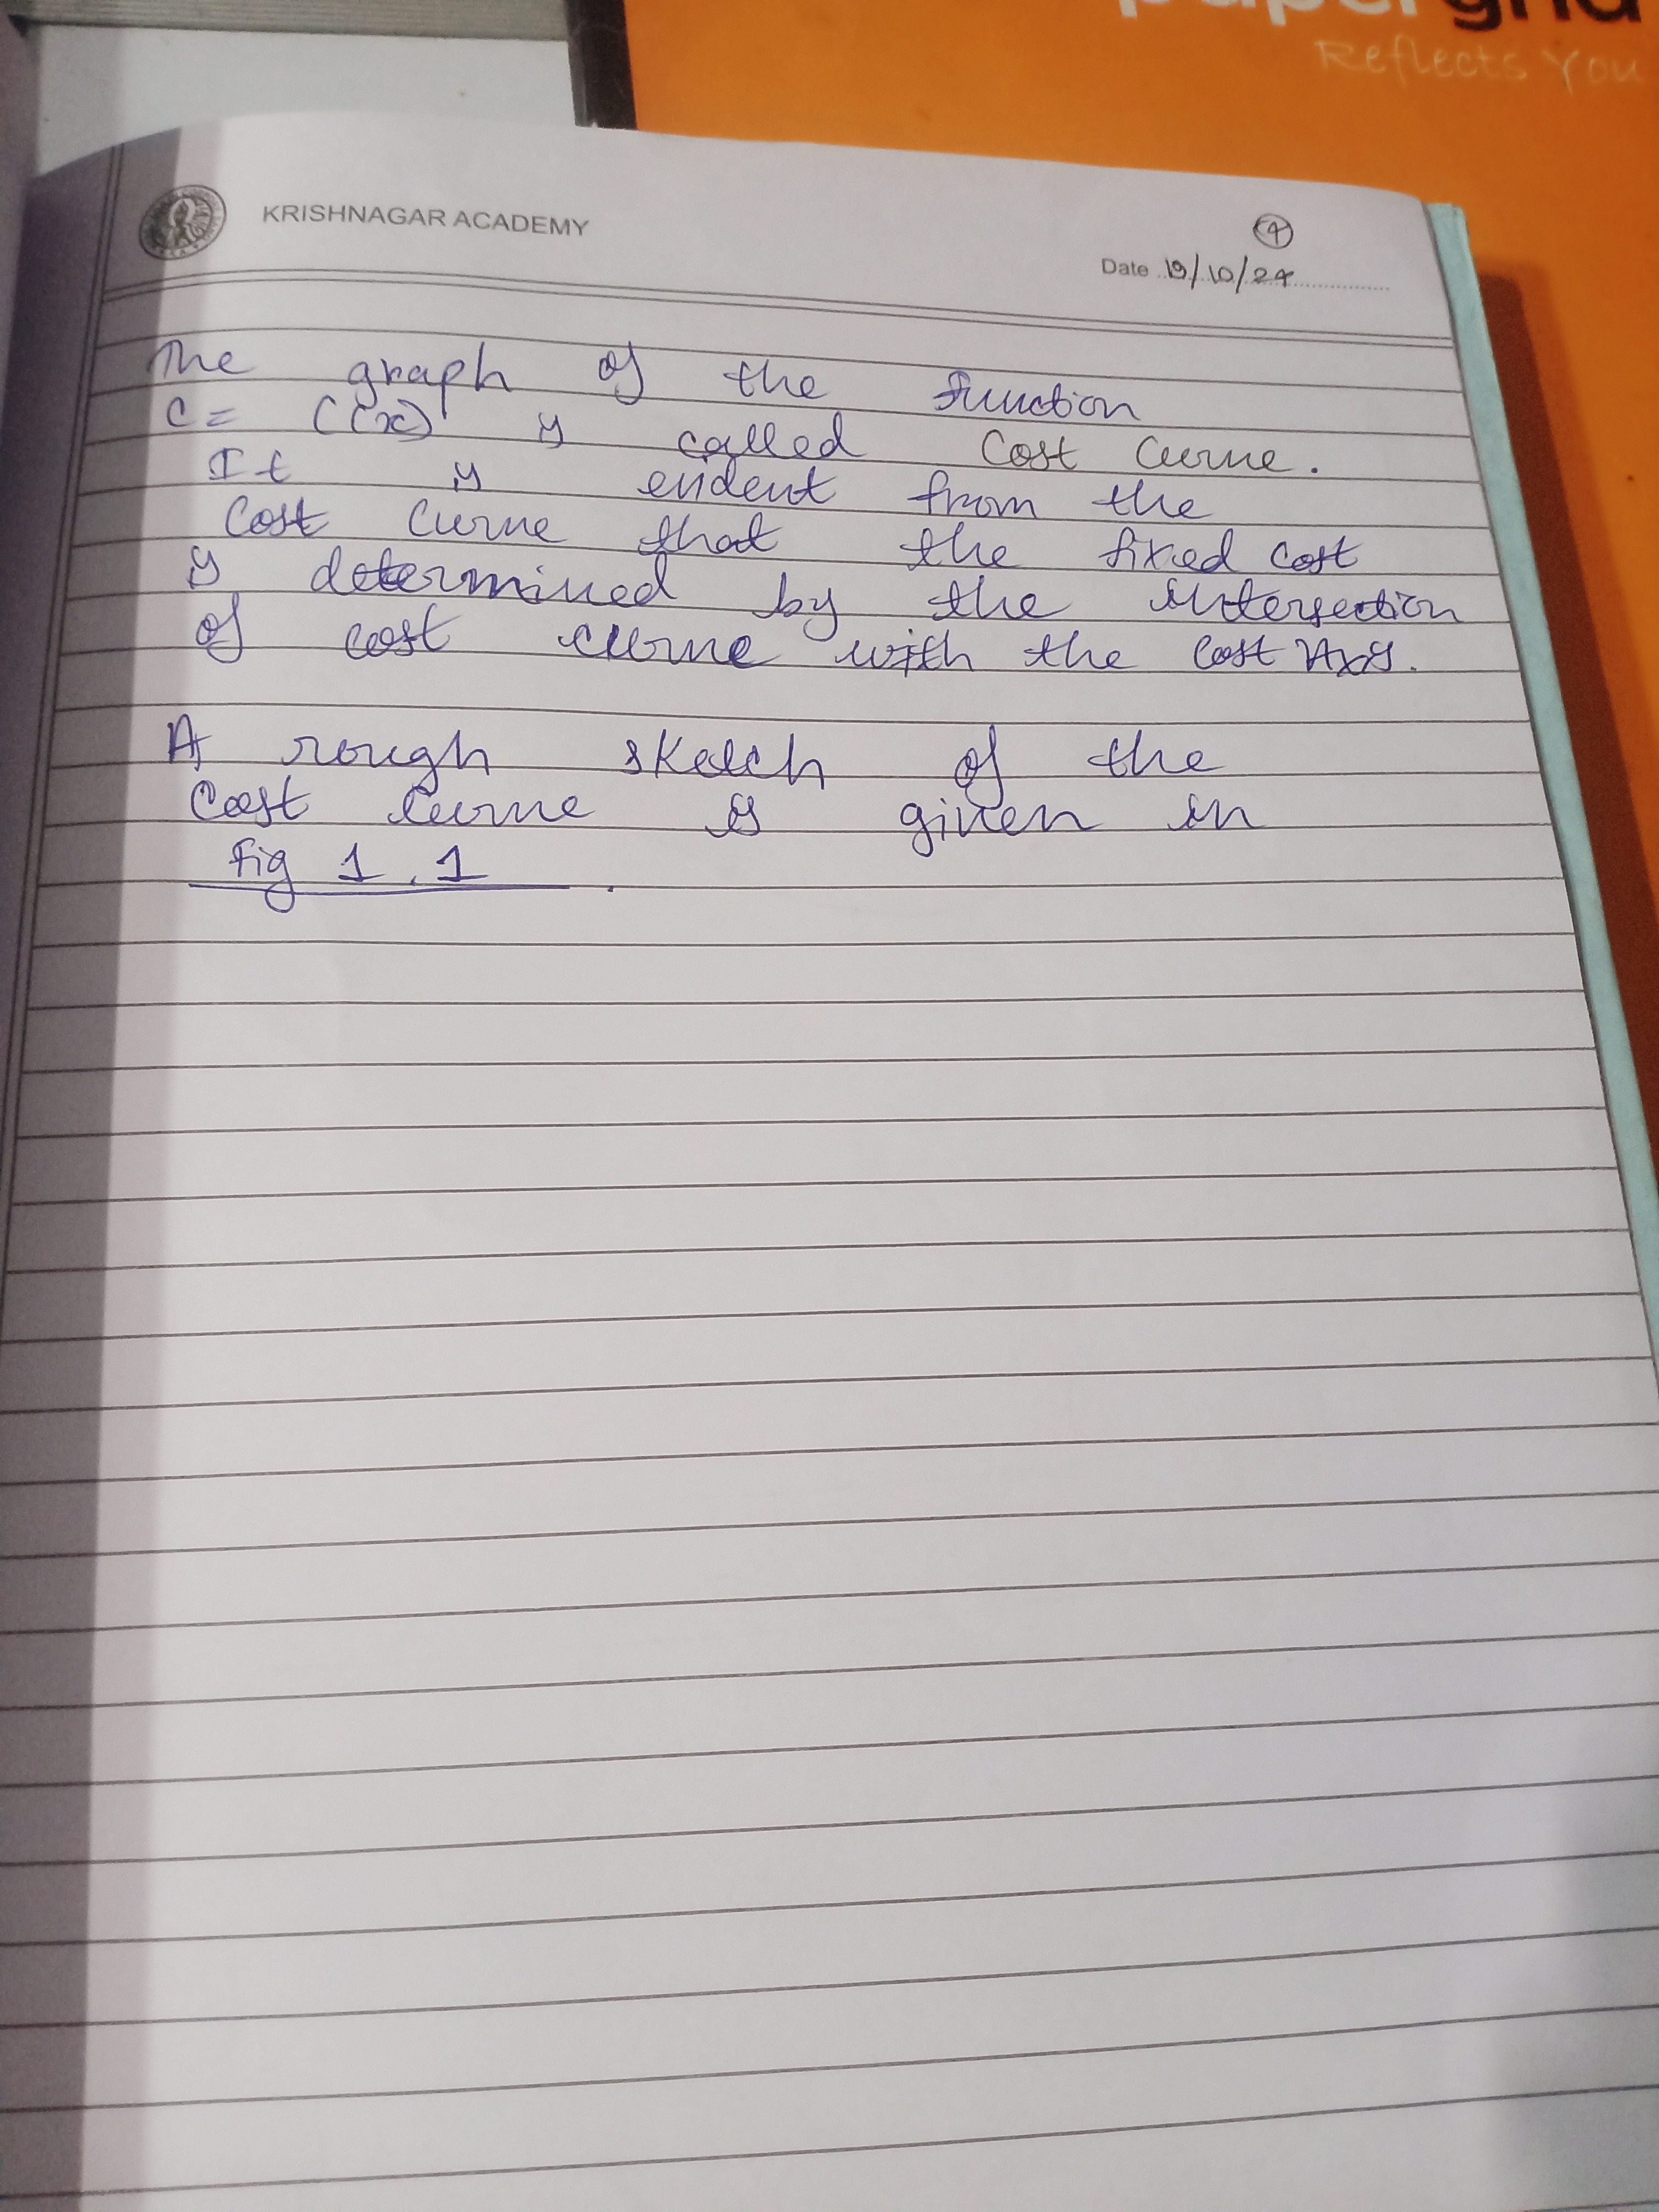 papergrid
Reflects You
KRISHNAGAR ACADEMY
4
Date 19/10/24
The graph of the function
C = C(x) is called Cost Curve.
It is evident from the
Cost Curve that the fixed cost
is determined by the intersection
of cost curve with the Cost Axis.
A rough sketch of the
Cost Curve is given in
Fig 1.1.